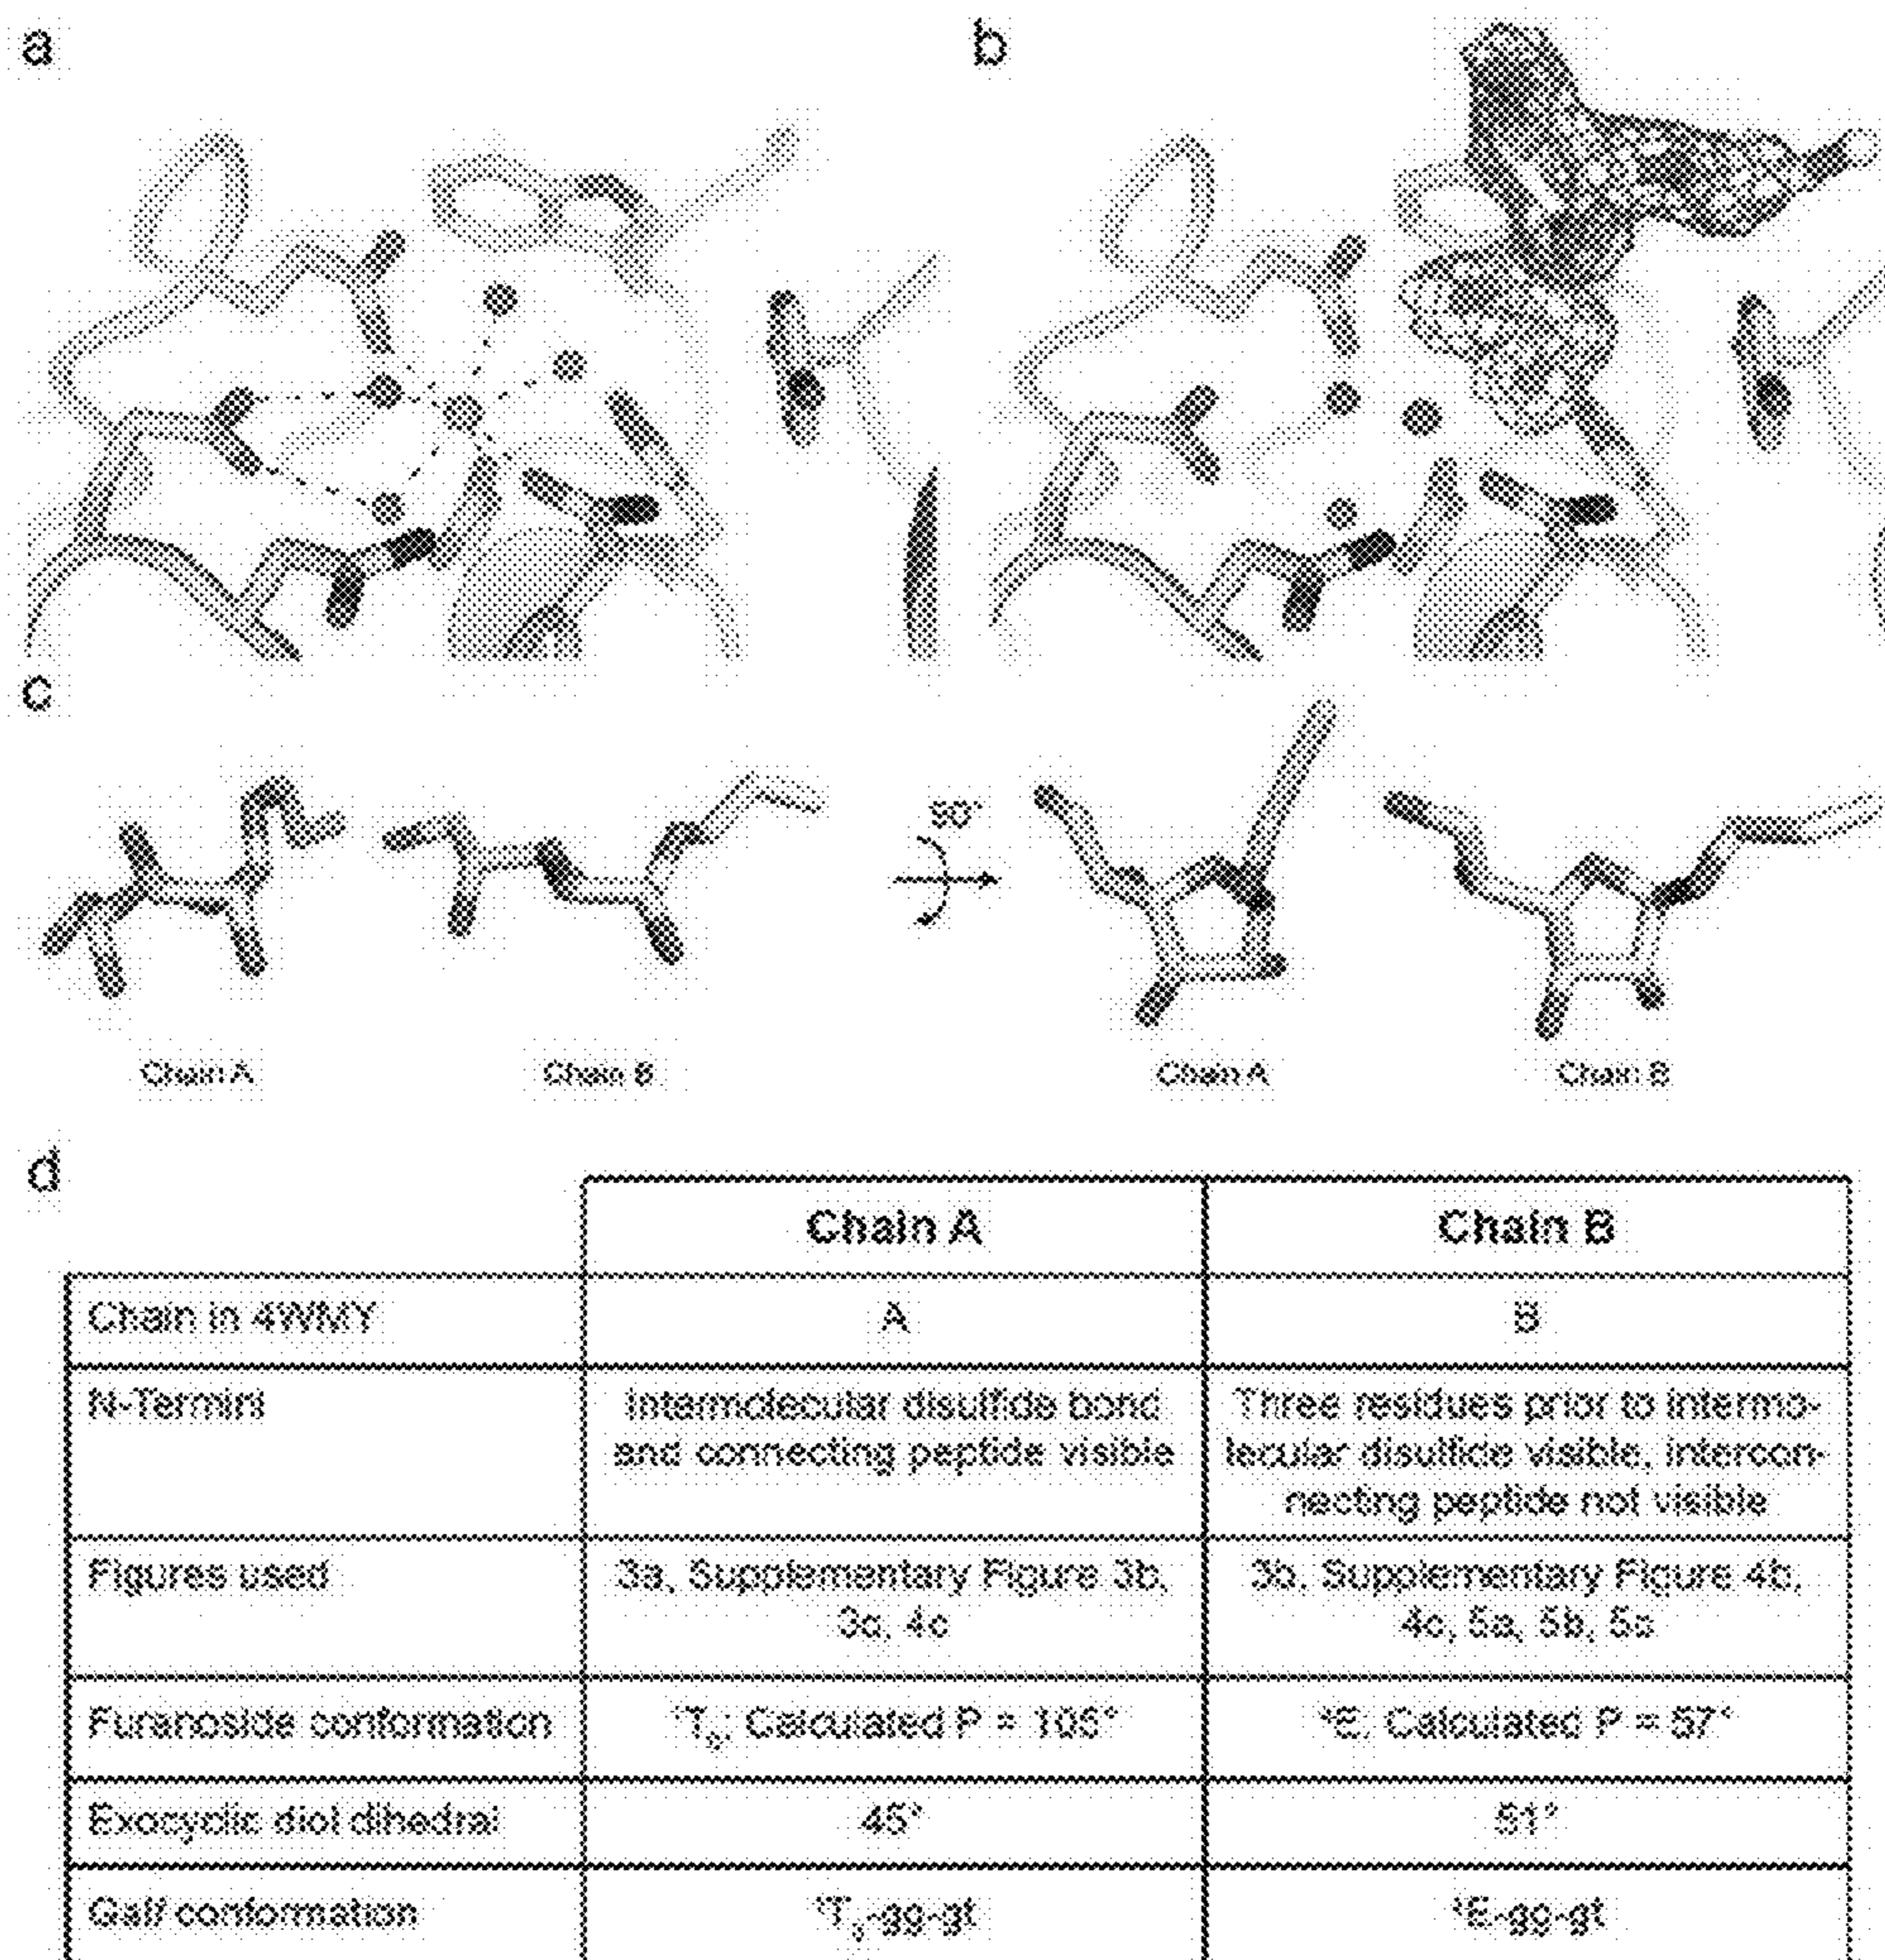 a
b
c
90°
Chain A
Chain B
Chain A
Chain B
d
Chain A
Chain B
Chain in 4WMY
A
B
N-Termini
Intermolecular disulfide bond
and connecting peptide visible
Three residues prior to intermo-
lecular disulfide visible, intercon-
necting peptide not visible
Figures used
3a, Supplementary Figure 3b,
3c, 4c
3b, Supplementary Figure 4b,
4c, 5a, 5b, 5c
Furanoside conformation
Calculated P = 105°
Calculated P = 57°
Exocyclic diol dihedral
45°
51°
Galf conformation
-gg-gt
E-gg-gt